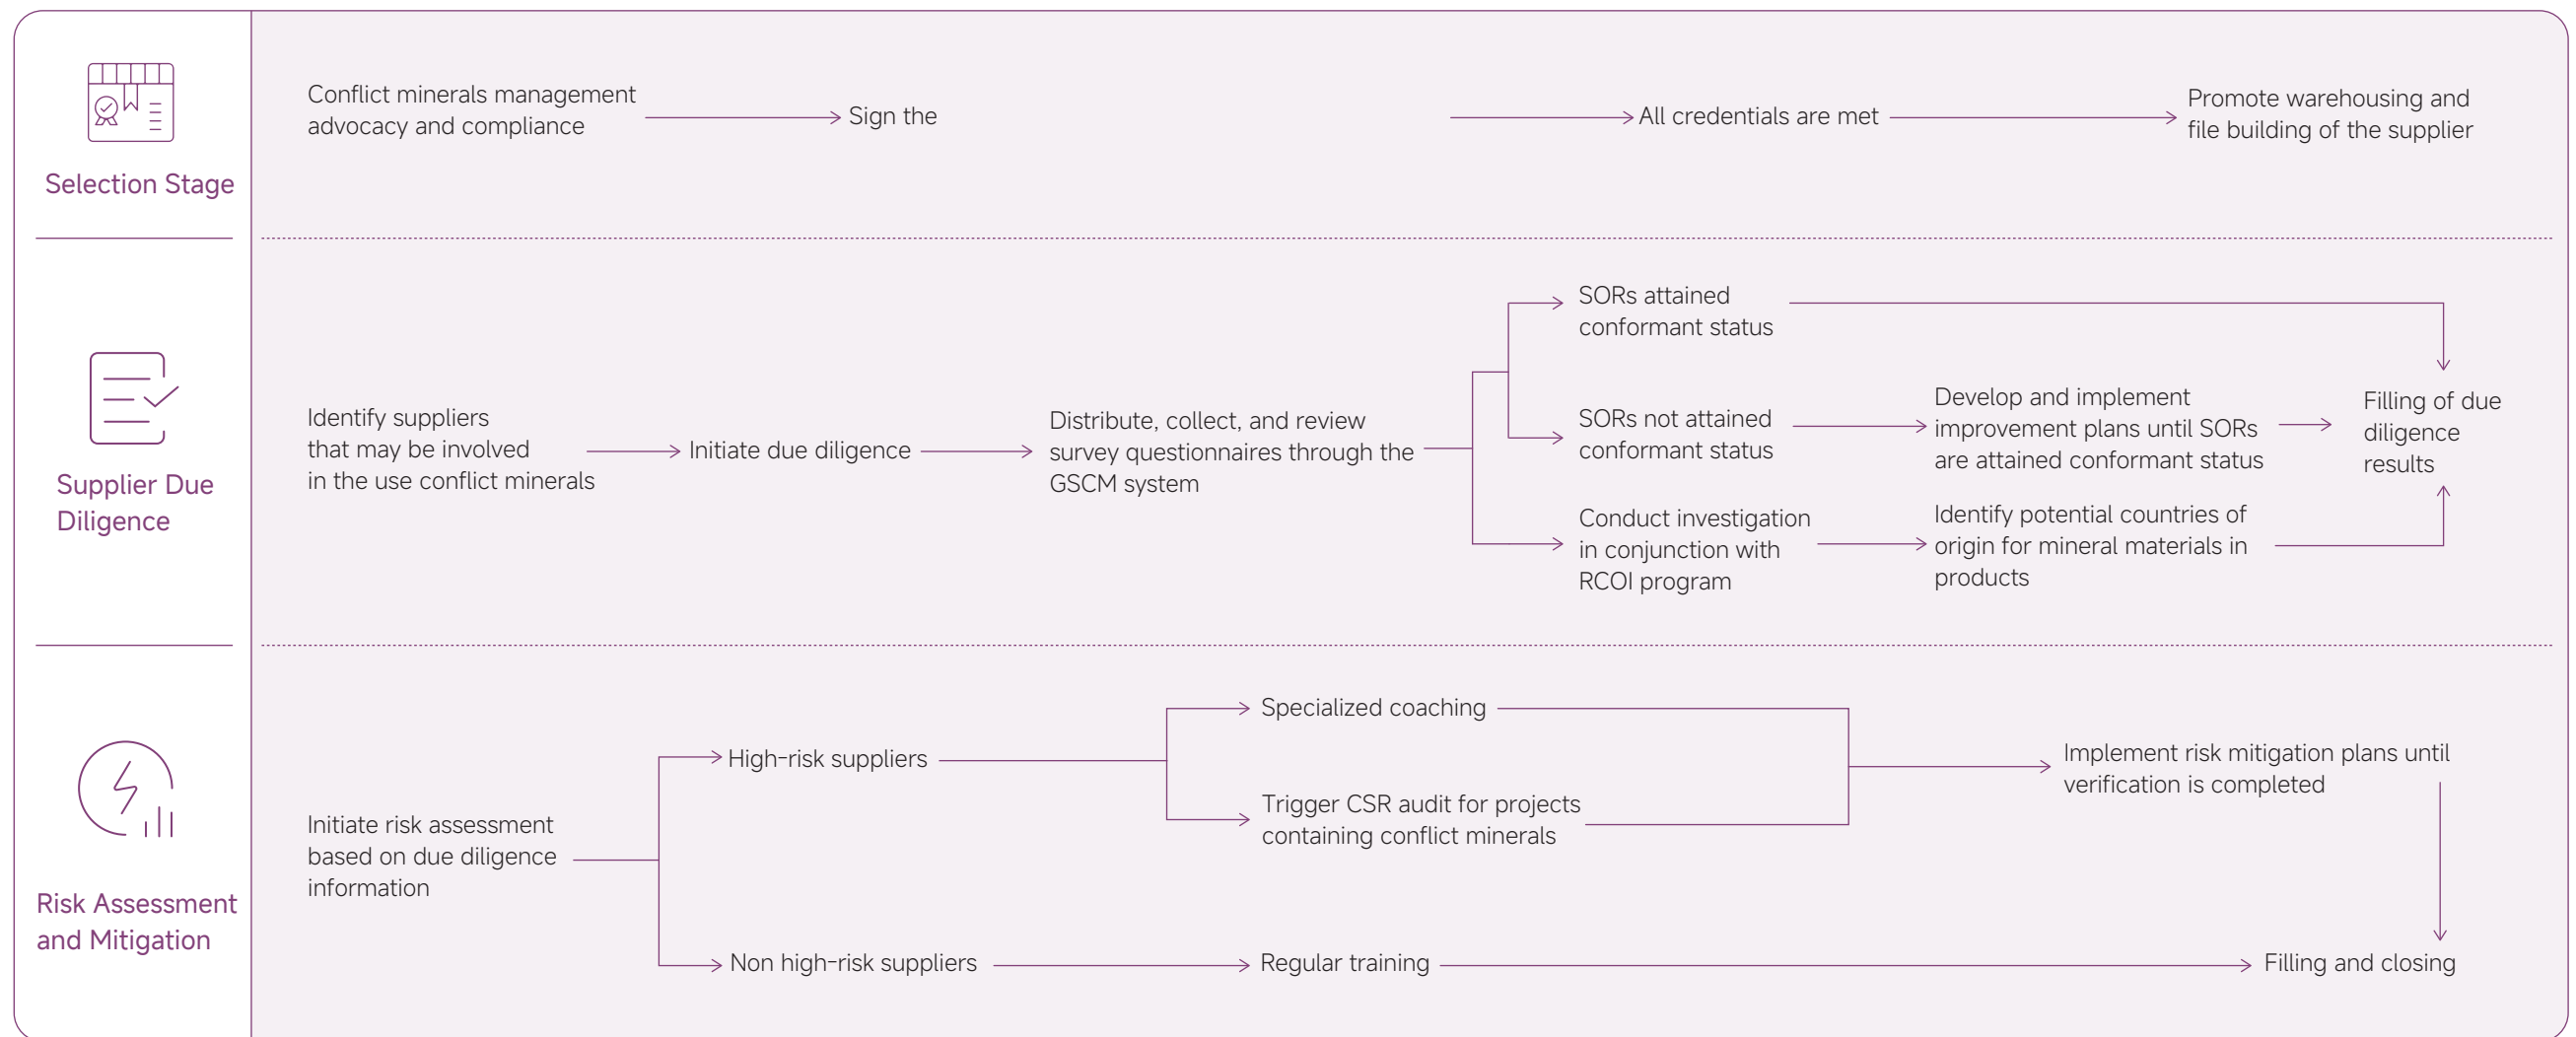 Selection Stage
Conflict minerals management
advocacy and compliance
Sign the
All credentials are met
Promote warehousing and
file building of the supplier
Supplier Due
Diligence
Identify suppliers
that may be involved
in the use conflict minerals
Initiate due diligence
Distribute, collect, and review
survey questionnaires through the
GSCM system
SORs attained
conformant status
SORs not attained
conformant status
Develop and implement
improvement plans until SORs
are attained conformant status
Conduct investigation
in conjunction with
RCOI program
Identify potential countries of
origin for mineral materials in
products
Filling of due
diligence
results
Risk Assessment
and Mitigation
Initiate risk assessment
based on due diligence
information
High-risk suppliers
Specialized coaching
Trigger CSR audit for projects
containing conflict minerals
Implement risk mitigation plans until
verification is completed
Non high-risk suppliers
Regular training
Filling and closing